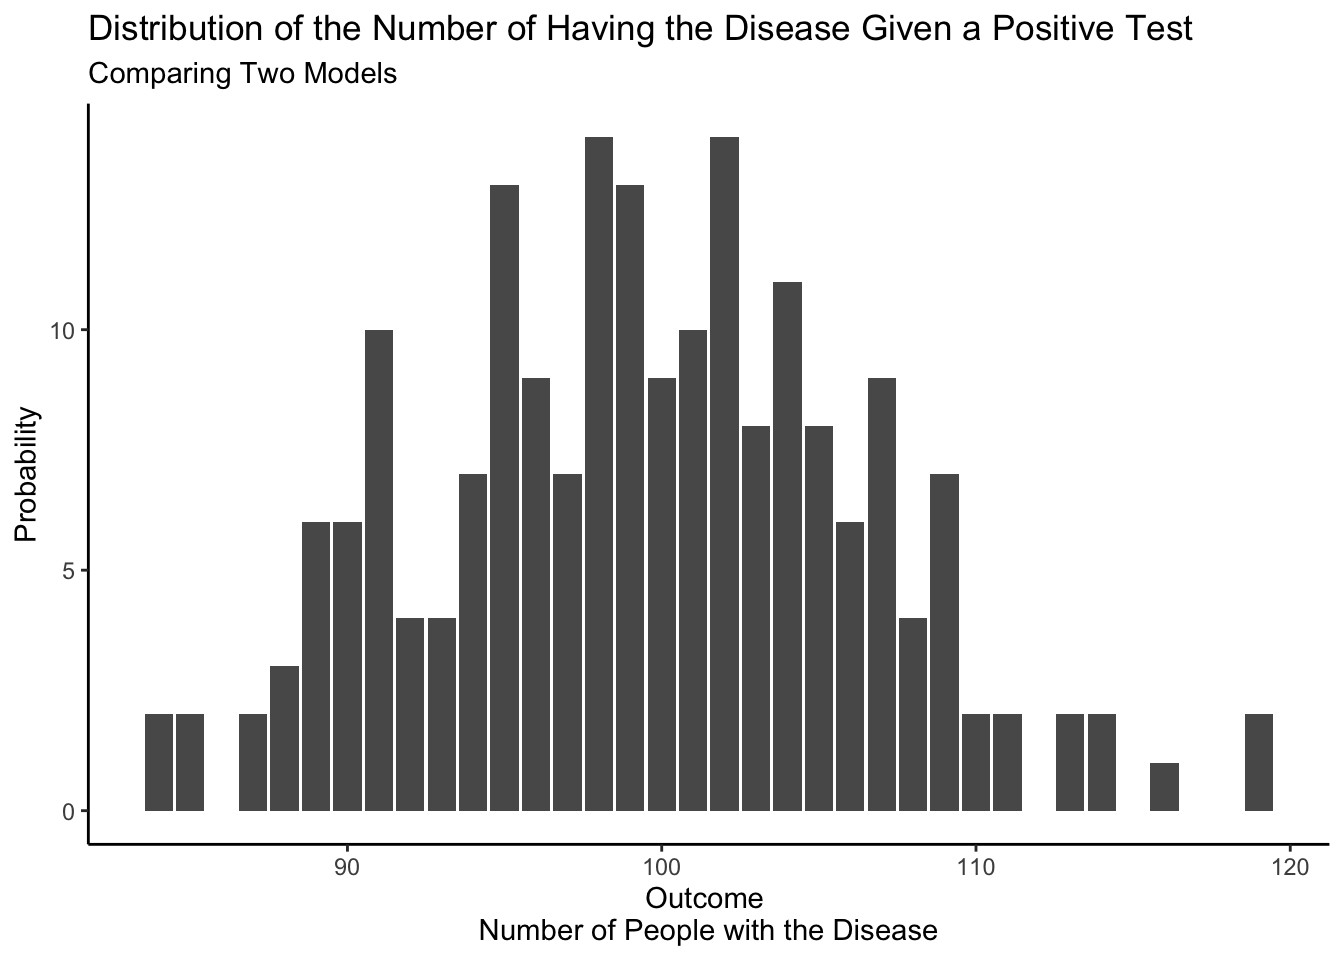 Distribution of the Number of Having the Disease Given a Positive Test
Comparing Two Models
Probability
10
5
0
90 100 110 120
Outcome
Number of People with the Disease